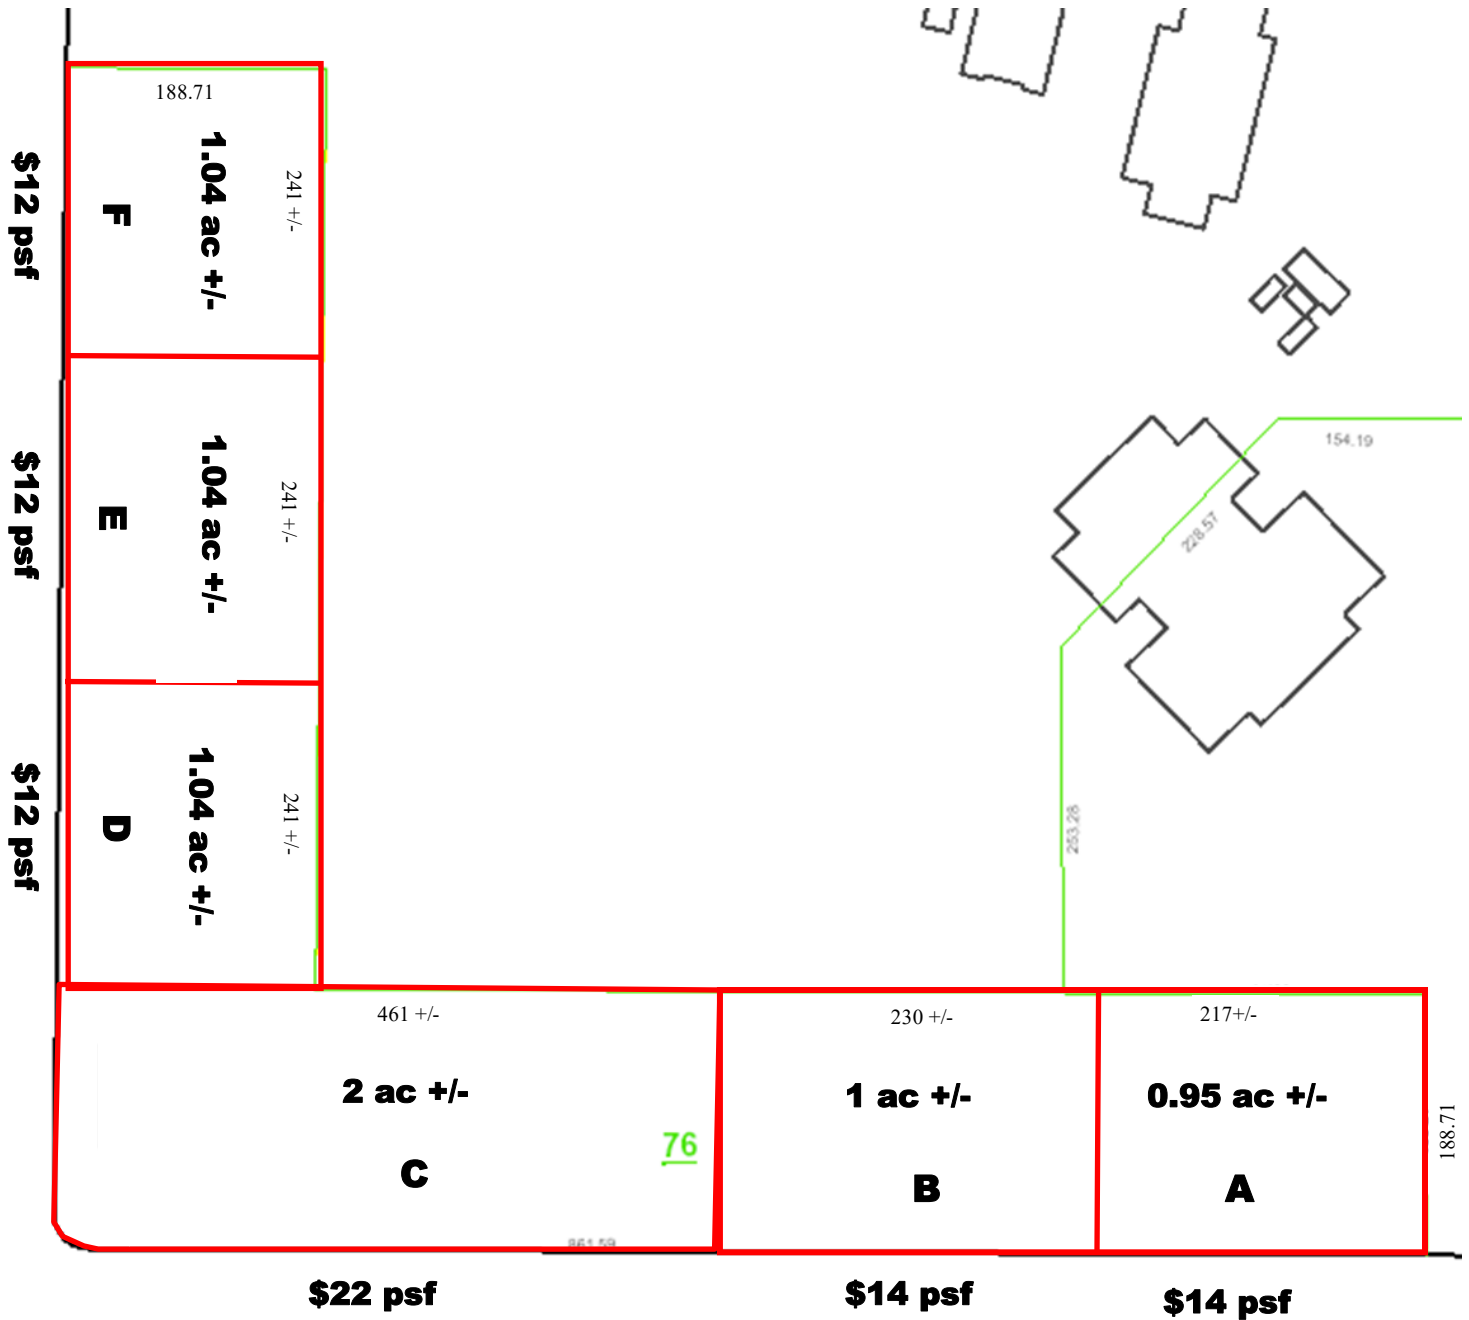 188.71
1.04 ac +/-
241 +/-
F
$12 psf
1.04 ac +/-
241 +/-
E
$12 psf
1.04 ac +/-
241 +/-
D
$12 psf
154.19
228.57
253.28
461 +/-
2 ac +/-
C
76
861.59
$22 psf
230 +/-
1 ac +/-
B
$14 psf
217+/-
0.95 ac +/-
A
188.71
$14 psf